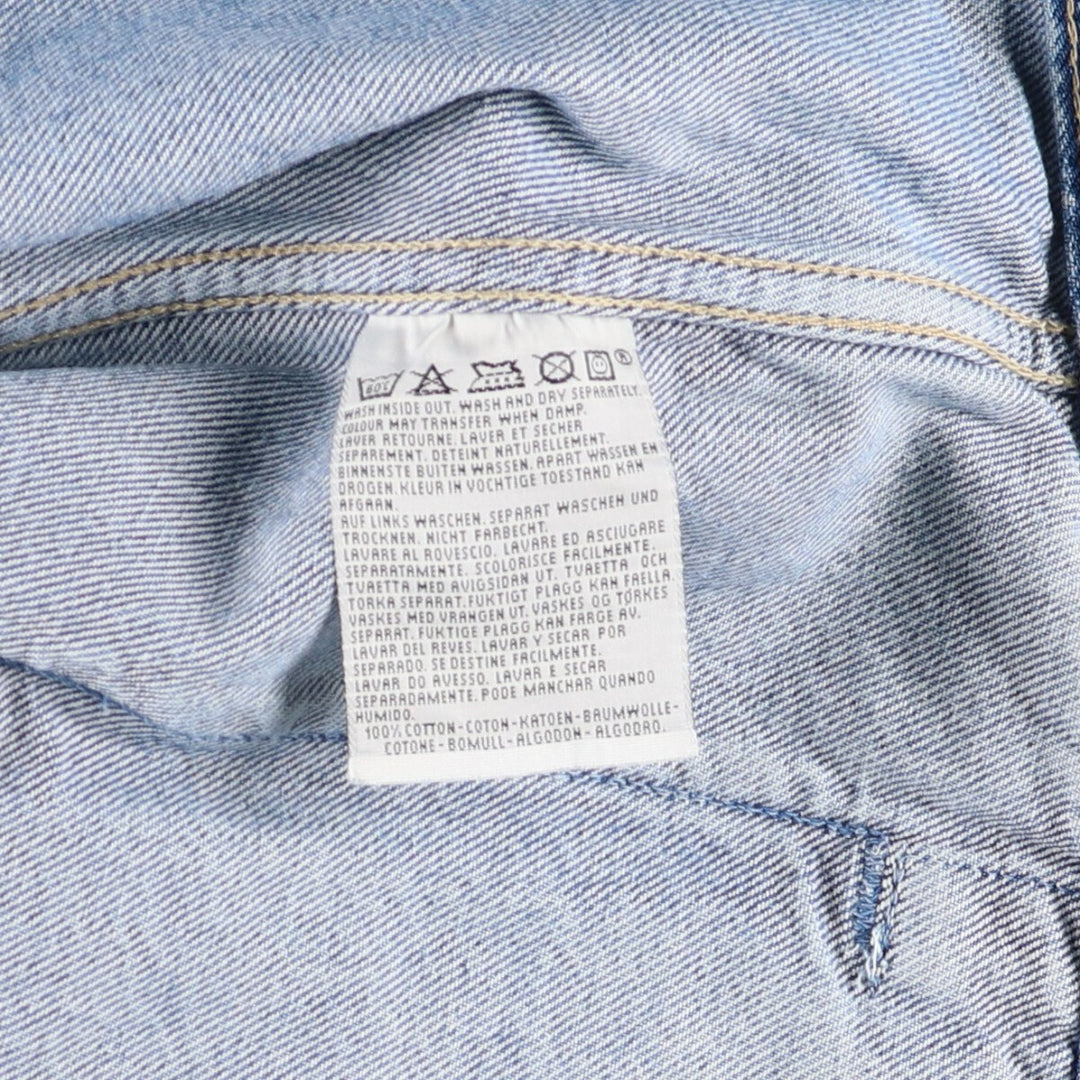 60°C ®
WASH INSIDE OUT. WASH AND DRY SEPARATELY.
COLOUR MAY TRANSFER WHEN DAMP.
LAVER RETOURNE. LAVER ET SECHER
SEPAREMENT. DETEINT NATURELLEMENT.
BINNENSTE BUITEN WASSEN. APART WASSEN EN
DROGEN. KLEUR IN VOCHTIGE TOESTAND KAN
AFGAAN.
AUF LINKS WASCHEN. SEPARAT WASCHEN UND
TROCKNEN. NICHT FARBECHT.
LAVARE AL ROVESCIO. LAVARE ED ASCIUGARE
SEPARATAMENTE. SCOLORISCE FACILMENTE.
TVAETTA MED AVIGSIDAN UT. TVAETTA OCH
TORKA SEPARAT. FUKTIGT PLAGG KAN FAELLA.
VASKES MED VRANGEN UT. VASKES OG TØRKES
SEPARAT. FUKTIGE PLAGG KAN FARGE AV.
LAVAR DEL REVES. LAVAR Y SECAR POR
SEPARADO. SE DESTINE FACILMENTE.
LAVAR DO AVESSO. LAVAR E SECAR
SEPARADAMENTE. PODE MANCHAR QUANDO
HUMIDO.
100% COTTON-COTON-KATOEN-BAUMWOLLE-
COTONE-BOMULL-ALGODON-ALGODRO.